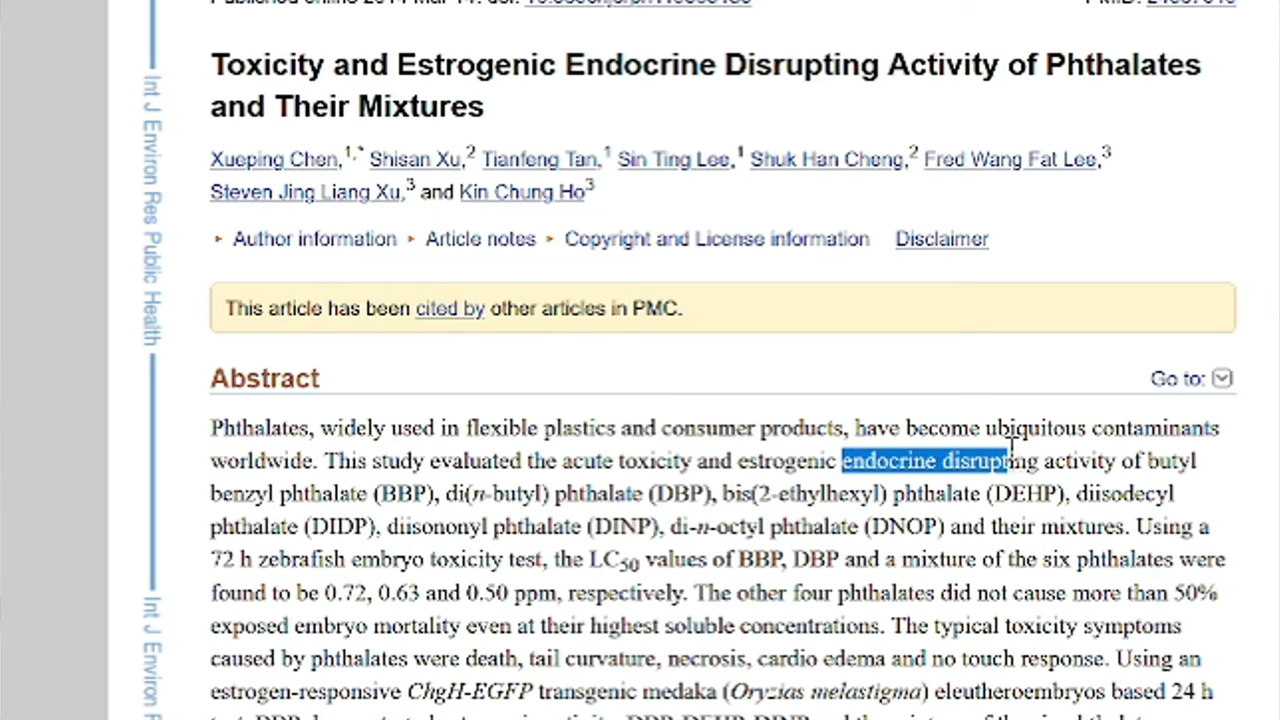 Toxicity and Estrogenic Endocrine Disrupting Activity of Phthalates
and Their Mixtures
Xueping Chen,1,* Shisan Xu,2 Tianfeng Tan,1 Sin Ting Lee,1 Shuk Han Cheng,2 Fred Wang Fat Lee,3
Steven Jing Liang Xu,3 and Kin Chung Ho3
Author information Article notes Copyright and License information Disclaimer
This article has been cited by other articles in PMC.
Abstract Go to:
Phthalates, widely used in flexible plastics and consumer products, have become ubiquitous contaminants
worldwide. This study evaluated the acute toxicity and estrogenic endocrine disrupting activity of butyl
benzyl phthalate (BBP), di(n-butyl) phthalate (DBP), bis(2-ethylhexyl) phthalate (DEHP), diisodecyl
phthalate (DIDP), diisononyl phthalate (DINP), di-n-octyl phthalate (DNOP) and their mixtures. Using a
72 h zebrafish embryo toxicity test, the LC50 values of BBP, DBP and a mixture of the six phthalates were
found to be 0.72, 0.63 and 0.50 ppm, respectively. The other four phthalates did not cause more than 50%
exposed embryo mortality even at their highest soluble concentrations. The typical toxicity symptoms
caused by phthalates were death, tail curvature, necrosis, cardio edema and no touch response. Using an
estrogen-responsive ChgH-EGFP transgenic medaka (Oryzias melastigma) eleutheroembryos based 24 h
Int J Environ Res Public Health
Int J Environ